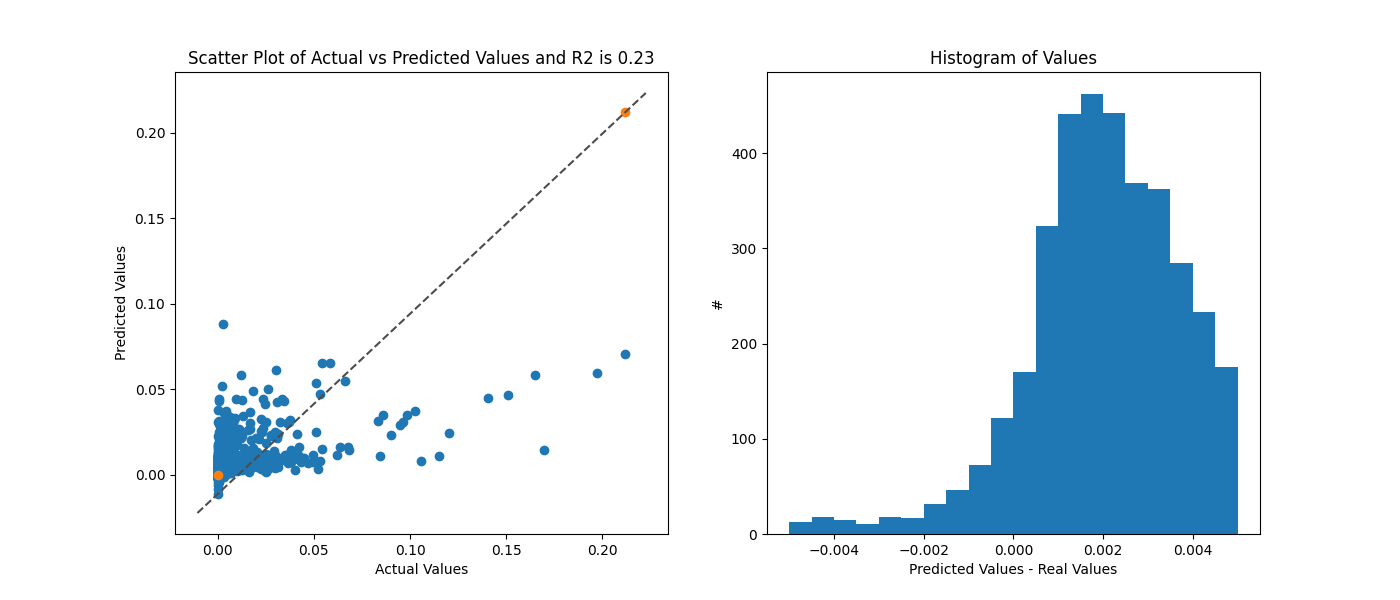 Scatter Plot of Actual vs Predicted Values and R2 is 0.23
Predicted Values
0.20
0.15
0.10
0.05
0.00
0.00 0.05 0.10 0.15 0.20
Actual Values
Histogram of Values
#
400
300
200
100
0
−0.004 −0.002 0.000 0.002 0.004
Predicted Values - Real Values